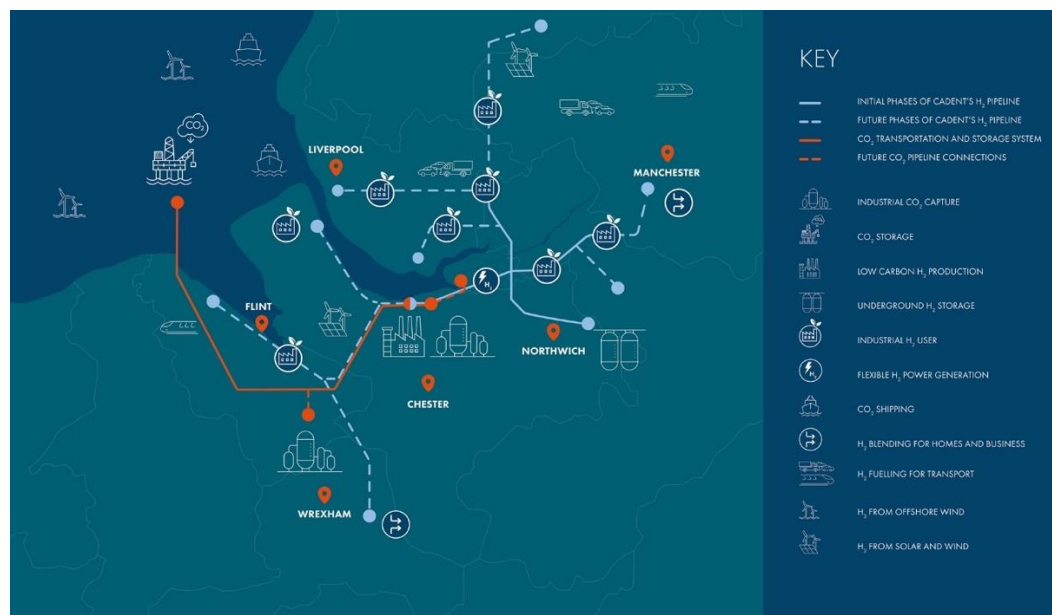 CO₂
LIVERPOOL
MANCHESTER
FLINT
H₂
NORTHWICH
CHESTER
WREXHAM
KEY
INITIAL PHASES OF CADENT'S H₂ PIPELINE
FUTURE PHASES OF CADENT'S H₂ PIPELINE
CO₂ TRANSPORTATION AND STORAGE SYSTEM
FUTURE CO₂ PIPELINE CONNECTIONS
INDUSTRIAL CO₂ CAPTURE
CO₂ STORAGE
LOW CARBON H₂ PRODUCTION
UNDERGROUND H₂ STORAGE
INDUSTRIAL H₂ USER
H₂
FLEXIBLE H₂ POWER GENERATION
CO₂ SHIPPING
H₂ BLENDING FOR HOMES AND BUSINESS
H₂ FUELLING FOR TRANSPORT
H₂ FROM OFFSHORE WIND
H₂ FROM SOLAR AND WIND